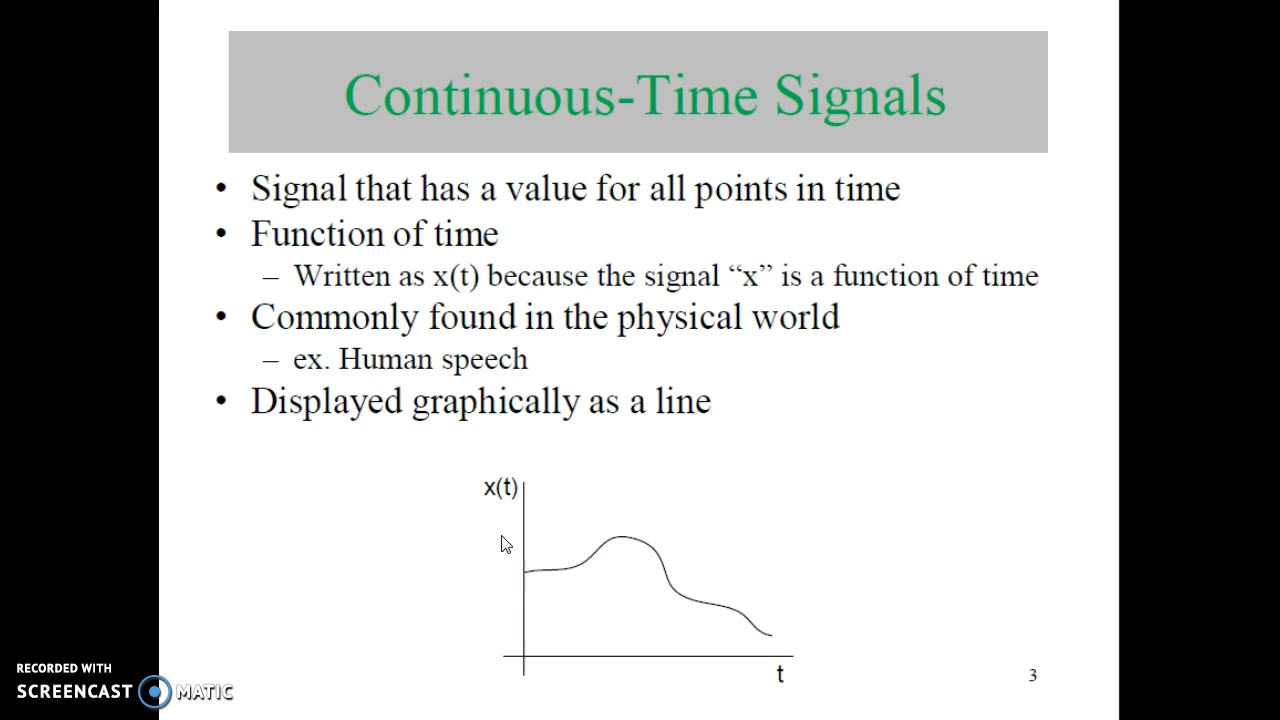 Continuous-Time Signals
• Signal that has a value for all points in time
• Function of time
– Written as x(t) because the signal “x” is a function of time
• Commonly found in the physical world
– ex. Human speech
• Displayed graphically as a line
x(t)
t
3
RECORDED WITH
SCREENCAST MATIC